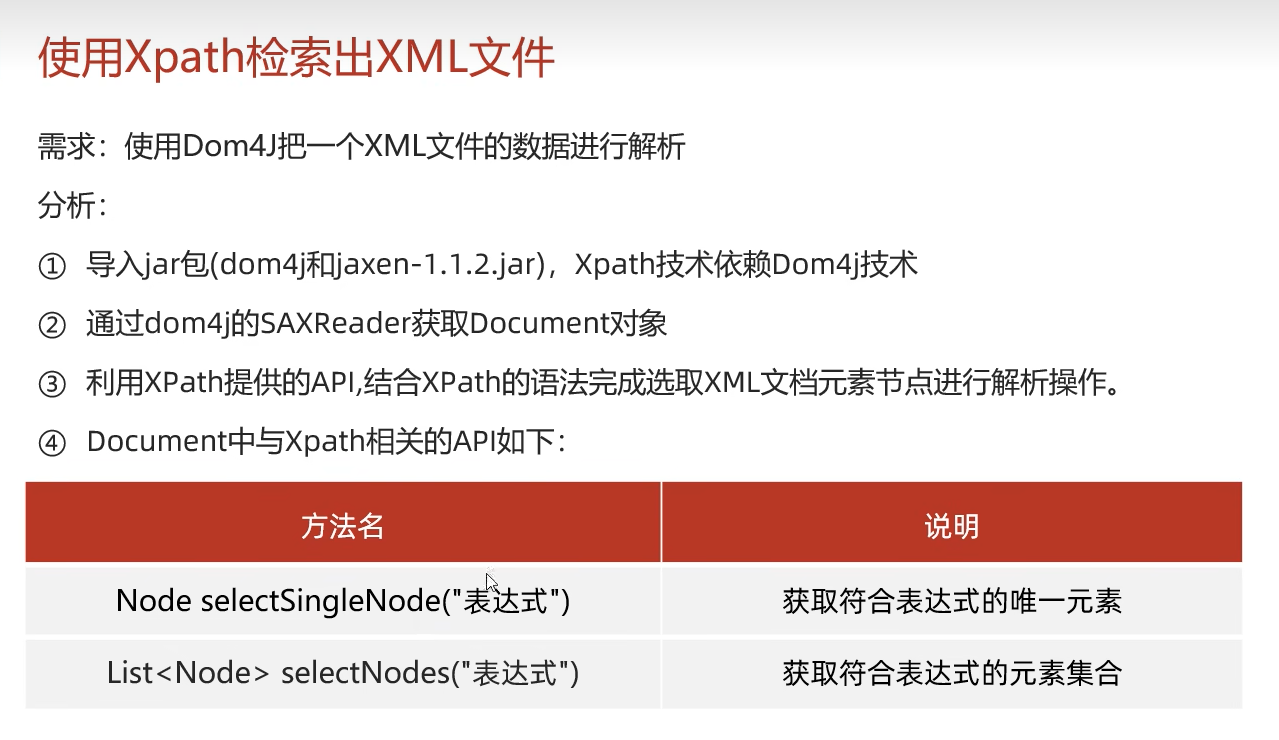 使用Xpath检索出XML文件
需求：使用Dom4J把一个XML文件的数据进行解析
分析：
① 导入jar包(dom4j和jaxen-1.1.2.jar)，Xpath技术依赖Dom4j技术
② 通过dom4j的SAXReader获取Document对象
③ 利用XPath提供的API,结合XPath的语法完成选取XML文档元素节点进行解析操作。
④ Document中与Xpath相关的API如下：
方法名 说明
Node selectSingleNode("表达式") 获取符合表达式的唯一元素
List<Node> selectNodes("表达式") 获取符合表达式的元素集合